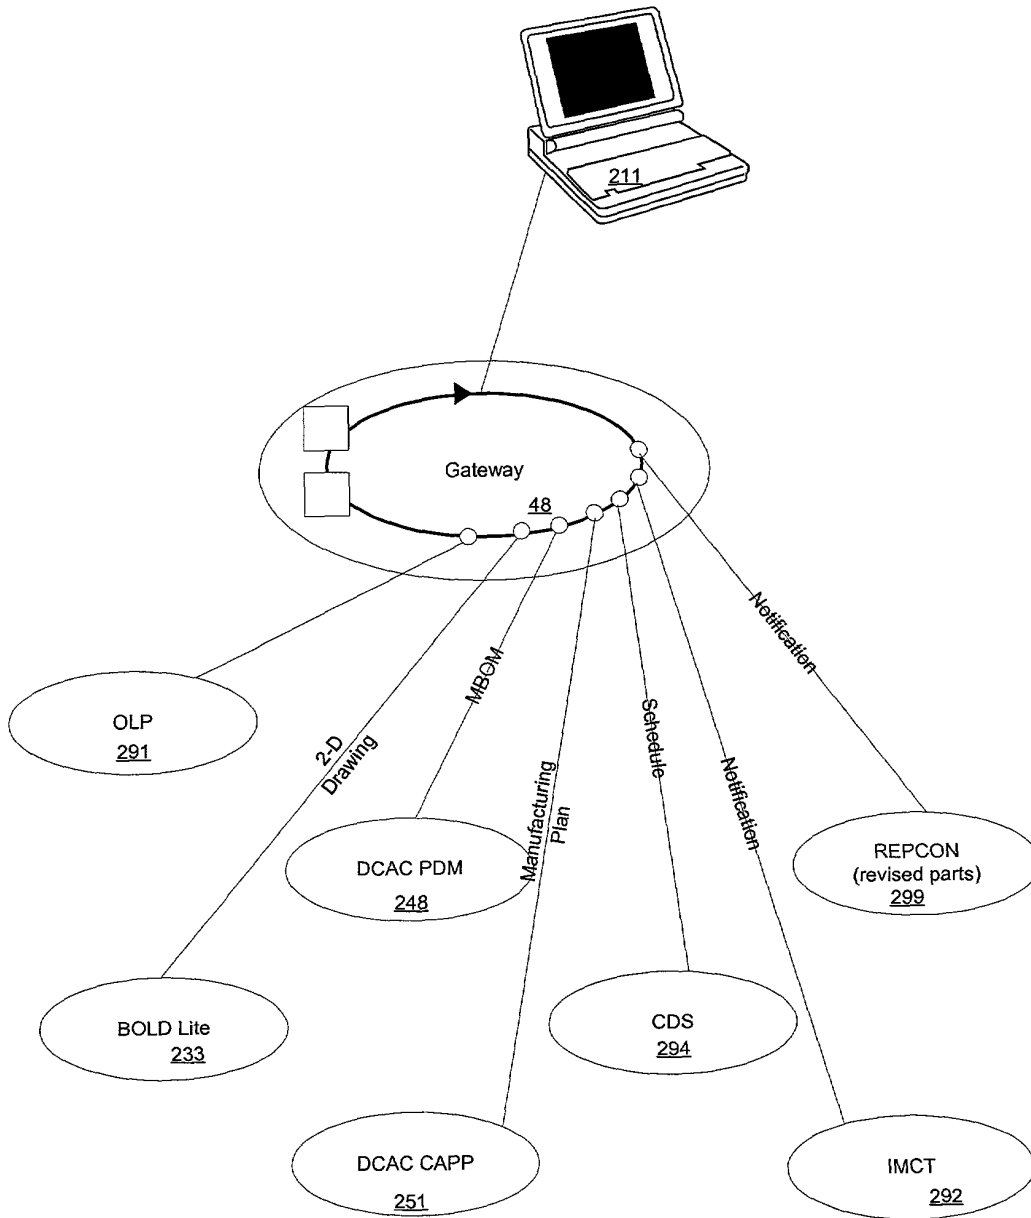 211
Gateway
48
Notification
MBOM
OLP
291
2-D
Drawing
Schedule
Manufacturing
Plan
Notification
DCAC PDM
248
REPCON
(revised parts)
299
BOLD Lite
233
CDS
294
DCAC CAPP
251
IMCT
292